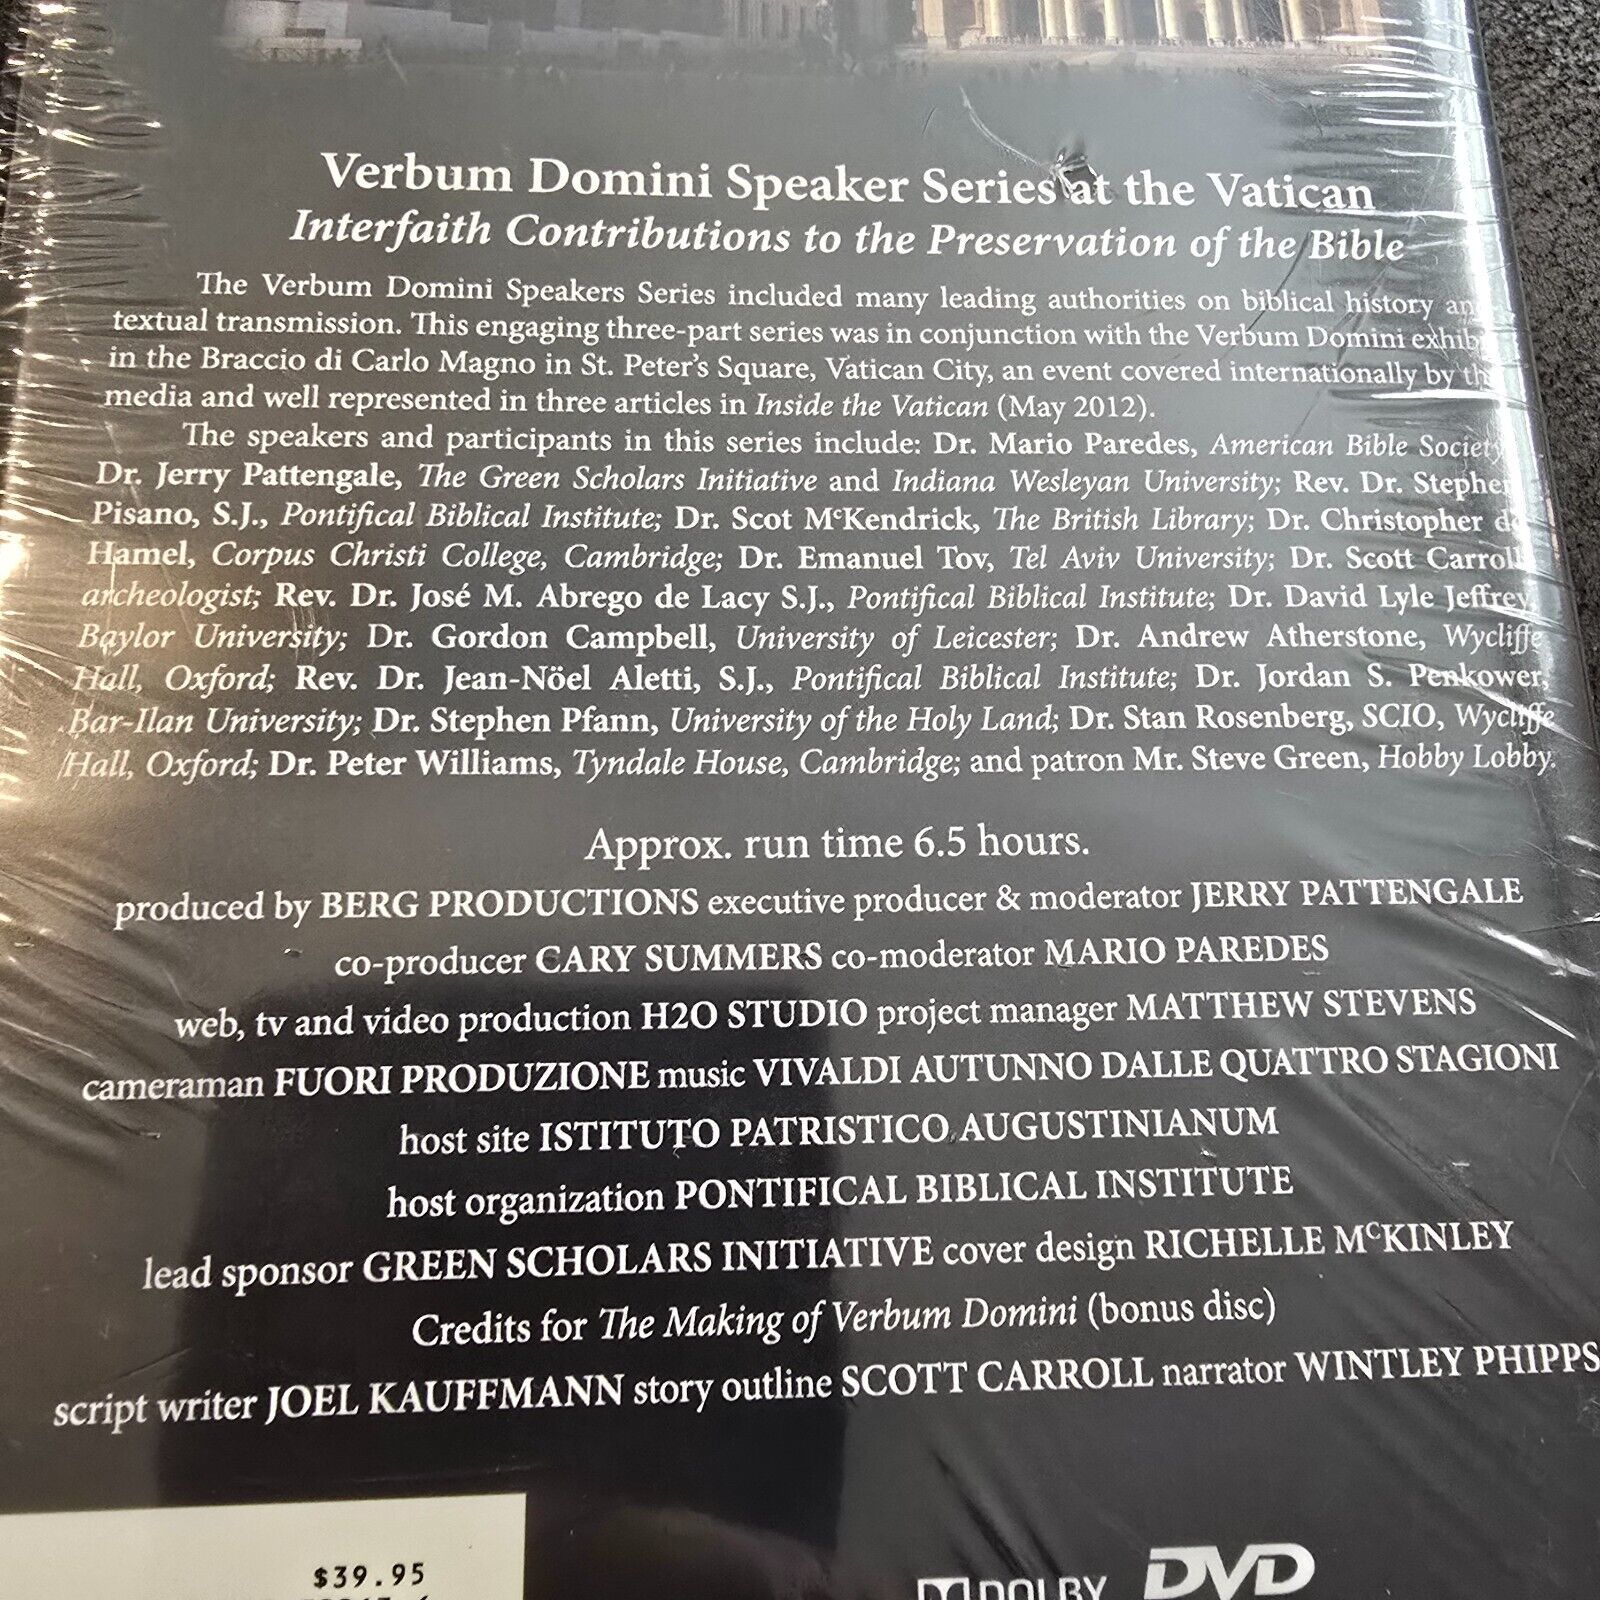 Verbum Domini Speaker Series at the Vatican
Interfaith Contributions to the Preservation of the Bible
The Verbum Domini Speakers Series included many leading authorities on biblical history
textual transmission. This engaging three-part series was in conjunction with the Verbum Domini
in the Braccio di Carlo Magno in St. Peter's Square, Vatican City, an event covered internationally by
media and well represented in three articles in Inside the Vatican (May 2012).
The speakers and participants in this series include: Dr. Mario Paredes, American Bible Society
Dr. Jerry Pattengale, The Green Scholars Initiative and Indiana Wesleyan University; Rev. Dr. Stephen
Pisano, S.J., Pontifical Biblical Institute; Dr. Scot McKendrick, The British Library; Dr. Christopher de
Hamel, Corpus Christi College, Cambridge; Dr. Emanuel Tov, Tel Aviv University; Dr. Scott Carroll,
archeologist; Rev. Dr. José M. Abrego de Lacy S.J., Pontifical Biblical Institute; Dr. David Lyle Jeffrey,
Baylor University; Dr. Gordon Campbell, University of Leicester; Dr. Andrew Atherstone, Wycliffe
Hall, Oxford; Rev. Dr. Jean-Nöel Aletti, S.J., Pontifical Biblical Institute; Dr. Jordan S. Penkower,
Bar-Ilan University; Dr. Stephen Pfann, University of the Holy Land; Dr. Stan Rosenberg, SCIO, Wycliffe
Hall, Oxford; Dr. Peter Williams, Tyndale House, Cambridge; and patron Mr. Steve Green, Hobby Lobby.
Approx. run time 6.5 hours.
produced by BERG PRODUCTIONS executive producer & moderator JERRY PATTENGALE
co-producer CARY SUMMERS co-moderator MARIO PAREDES
web, tv and video production H2O STUDIO project manager MATTHEW STEVENS
cameraman FUORI PRODUZIONE music VIVALDI AUTUNNO DALLE QUATTRO STAGIONI
host site ISTITUTO PATRISTICO AUGUSTINIANUM
host organization PONTIFICAL BIBLICAL INSTITUTE
lead sponsor GREEN SCHOLARS INITIATIVE cover design RICHELLE McKINLEY
Credits for The Making of Verbum Domini (bonus disc)
script writer JOEL KAUFFMANN story outline SCOTT CARROLL narrator WINTLEY PHIPPS
$39.95
DOLBY DVD